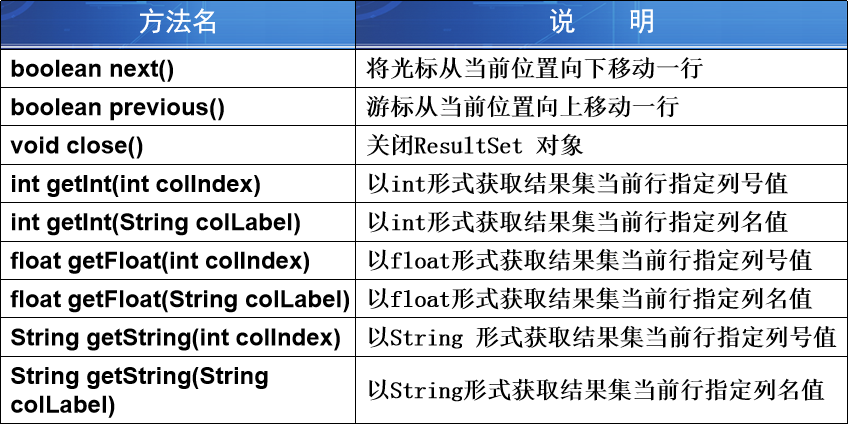 方法名 说 明
boolean next() 将光标从当前位置向下移动一行
boolean previous() 游标从当前位置向上移动一行
void close() 关闭ResultSet 对象
int getInt(int colIndex) 以int形式获取结果集当前行指定列号值
int getInt(String colLabel) 以int形式获取结果集当前行指定列名值
float getFloat(int colIndex) 以float形式获取结果集当前行指定列号值
float getFloat(String colLabel) 以float形式获取结果集当前行指定列名值
String getString(int colIndex) 以String 形式获取结果集当前行指定列号值
String getString(String
colLabel) 以String形式获取结果集当前行指定列名值